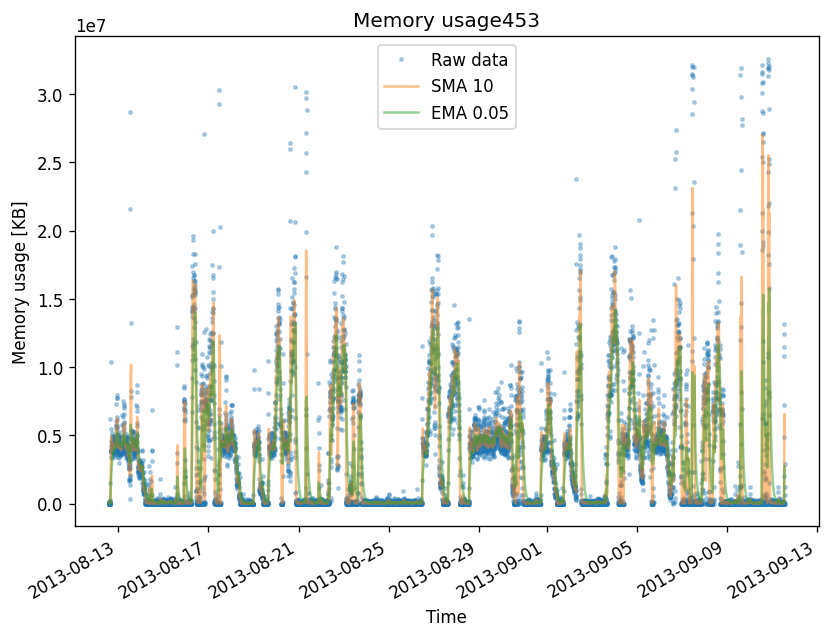 Memory usage453
1e7
Raw data
SMA 10
EMA 0.05
Memory usage [KB]
3.0
2.5
2.0
1.5
1.0
0.5
0.0
2013-08-13
2013-08-17
2013-08-21
2013-08-25
2013-08-29
2013-09-01
2013-09-05
2013-09-09
2013-09-13
Time